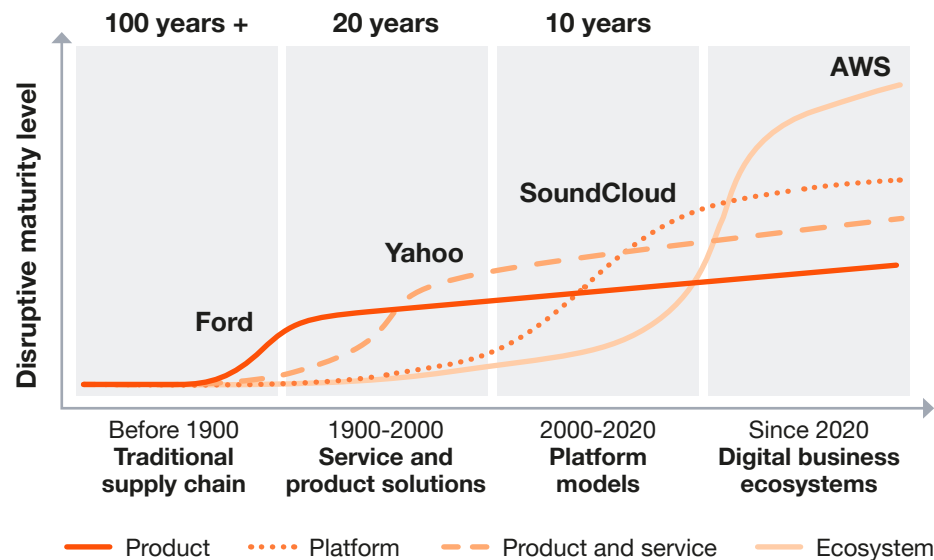 100 years +
20 years
10 years
AWS
SoundCloud
Yahoo
Ford
Disruptive maturity level
Before 1900
Traditional
supply chain
1900-2000
Service and
product solutions
2000-2020
Platform
models
Since 2020
Digital business
ecosystems
Product
Platform
Product and service
Ecosystem